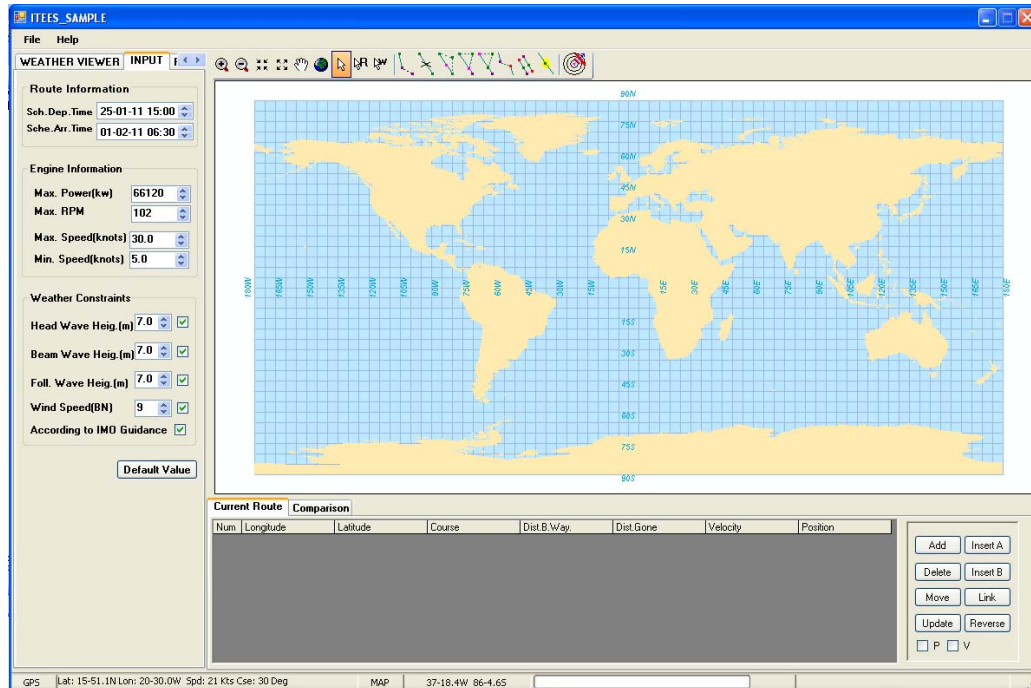 ITEES_SAMPLE
File Help
WEATHER VIEWER INPUT
Route Information
Sch.Dep.Time 25-01-11 15:00
Sche.Arr.Time 01-02-11 06:30
Engine Information
Max. Power(kw) 66120
Max. RPM 102
Max. Speed(knots) 30.0
Min. Speed(knots) 5.0
Weather Constraints
Head Wave Heig.(m) 7.0
Beam Wave Heig.(m) 7.0
Foll. Wave Heig.(m) 7.0
Wind Speed(BN) 9
According to IMO Guidance
Default Value
R W
90N
75N
60N
45N
30N
15N
180W 165W 150W 135W 120W 105W 90W 75W 60W 45W 30W 15W 15E 30E 45E 60E 75E 90E 105E 120E 135E 150E 165E 180E
15S
30S
45S
60S
75S
90S
Current Route Comparison
Num Longitude Latitude Course Dist.B.Way. Dist.Gone Velocity Position
Add Insert A
Delete Insert B
Move Link
Update Reverse
P V
GPS Lat: 15-51.1N Lon: 20-30.0W Spd: 21 Kts Cse: 30 Deg MAP 37-18.4W 86-4.6S